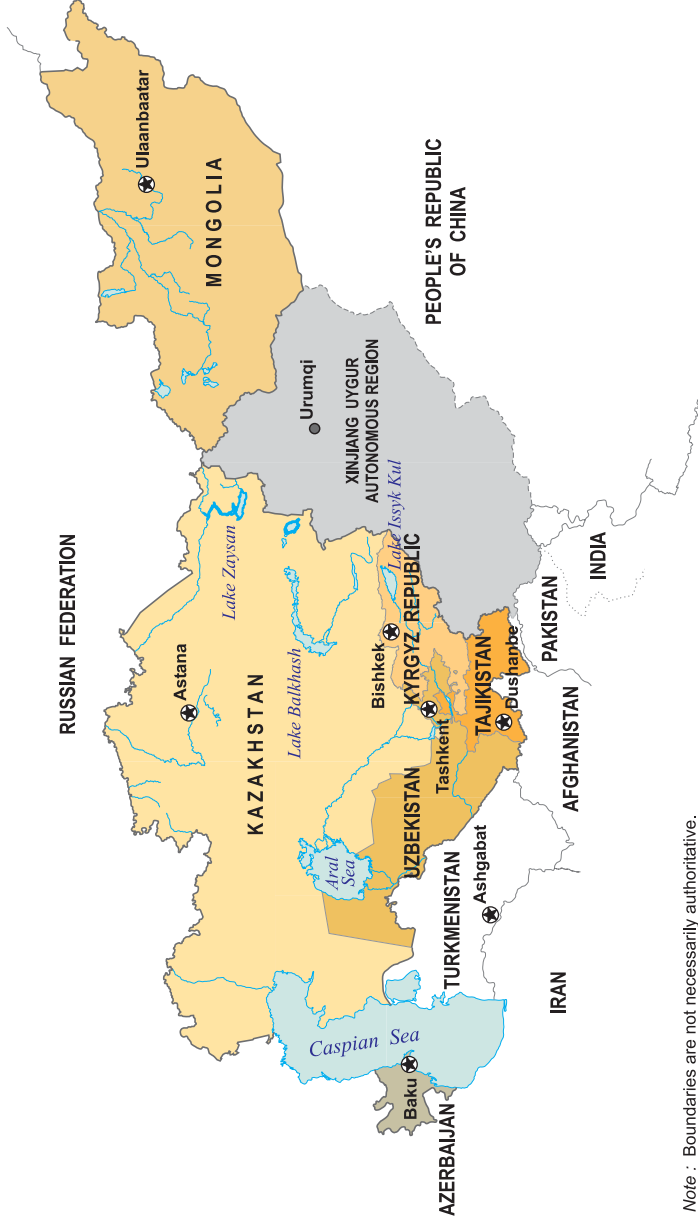 RUSSIAN FEDERATION
Ulaanbaatar
MONGOLIA
Astana
Lake Zaysan
KAZAKHSTAN
Lake Balkhash
Urumqi
XINJIANG UYGUR
AUTONOMOUS REGION
PEOPLE'S REPUBLIC
OF CHINA
Aral
Sea
Bishkek
Lake Issyk Kul
KYRGYZ REPUBLIC
Caspian Sea
UZBEKISTAN
Tashkent
Baku
AZERBAIJAN
TURKMENISTAN
Ashgabat
TAJIKISTAN
Dushanbe
IRAN
AFGHANISTAN
PAKISTAN
INDIA
Note : Boundaries are not necessarily authoritative.